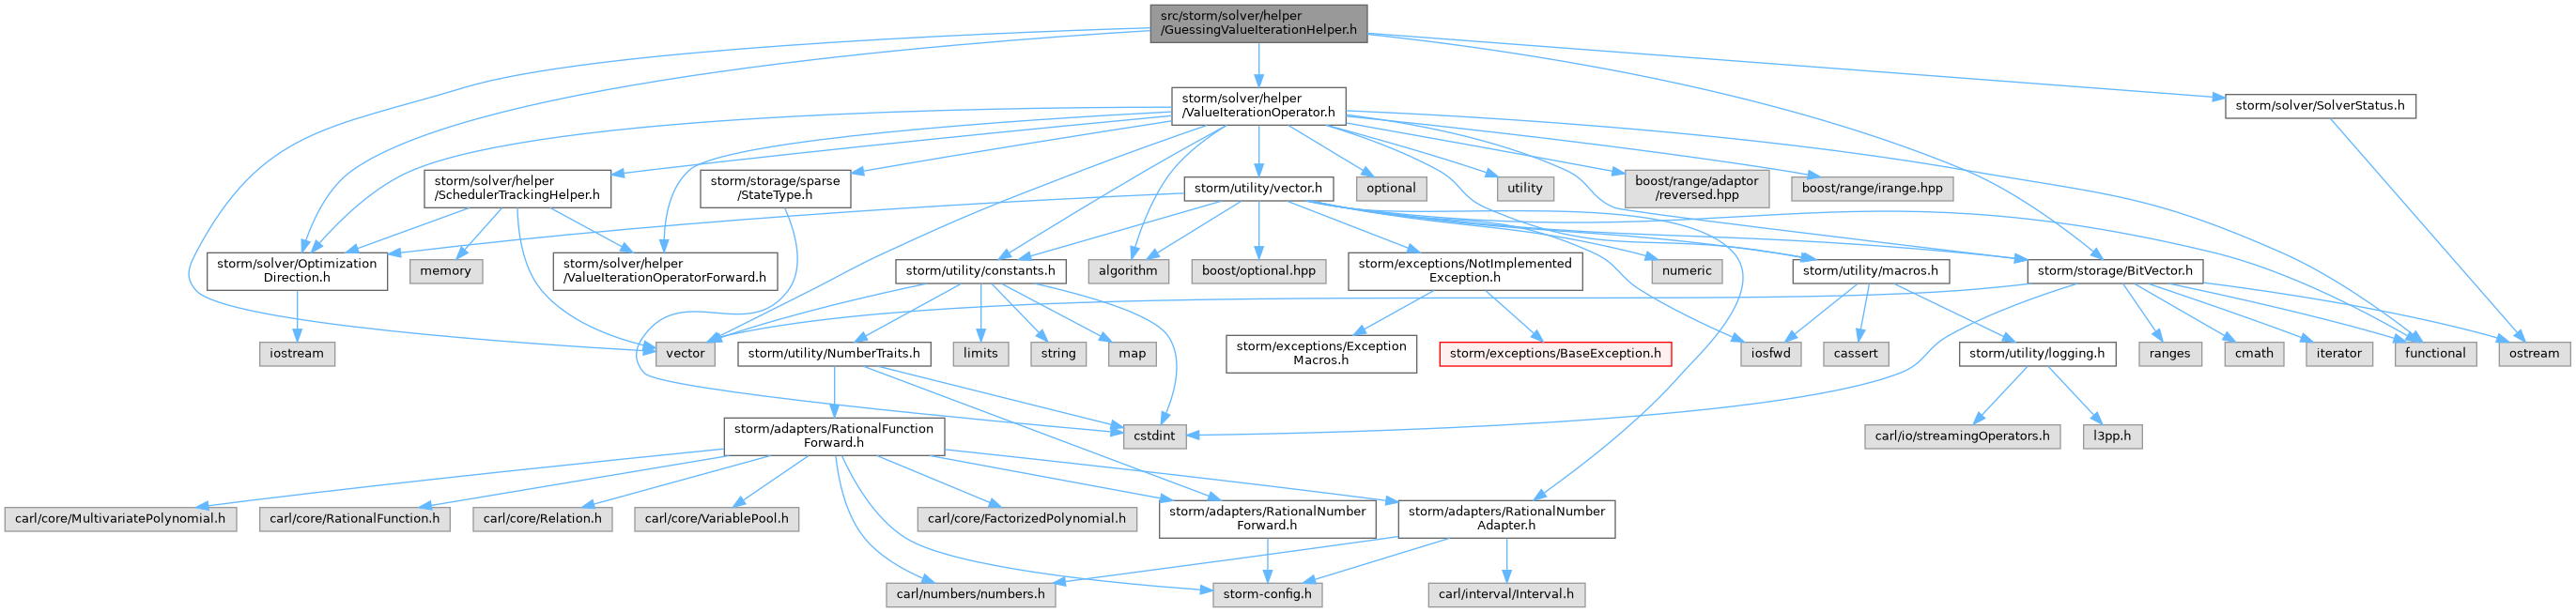 src/storm/solver/helper
/GuessingValueIterationHelper.h
storm/solver/helper
/ValueIterationOperator.h
storm/solver/SolverStatus.h
storm/solver/helper
/SchedulerTrackingHelper.h
storm/storage/sparse
/StateType.h
storm/utility/vector.h
optional
utility
boost/range/adaptor
/reversed.hpp
boost/range/irange.hpp
storm/solver/Optimization
Direction.h
memory
storm/solver/helper
/ValueIterationOperatorForward.h
storm/utility/constants.h
algorithm
boost/optional.hpp
storm/exceptions/NotImplemented
Exception.h
numeric
storm/utility/macros.h
storm/storage/BitVector.h
iostream
vector
storm/utility/NumberTraits.h
limits
string
map
storm/exceptions/Exception
Macros.h
storm/exceptions/BaseException.h
iosfwd
cassert
storm/utility/logging.h
ranges
cmath
iterator
functional
ostream
storm/adapters/RationalFunction
Forward.h
cstdint
carl/io/streamingOperators.h
l3pp.h
carl/core/MultivariatePolynomial.h
carl/core/RationalFunction.h
carl/core/Relation.h
carl/core/VariablePool.h
carl/core/FactorizedPolynomial.h
storm/adapters/RationalNumber
Forward.h
storm/adapters/RationalNumber
Adapter.h
carl/numbers/numbers.h
storm-config.h
carl/interval/Interval.h